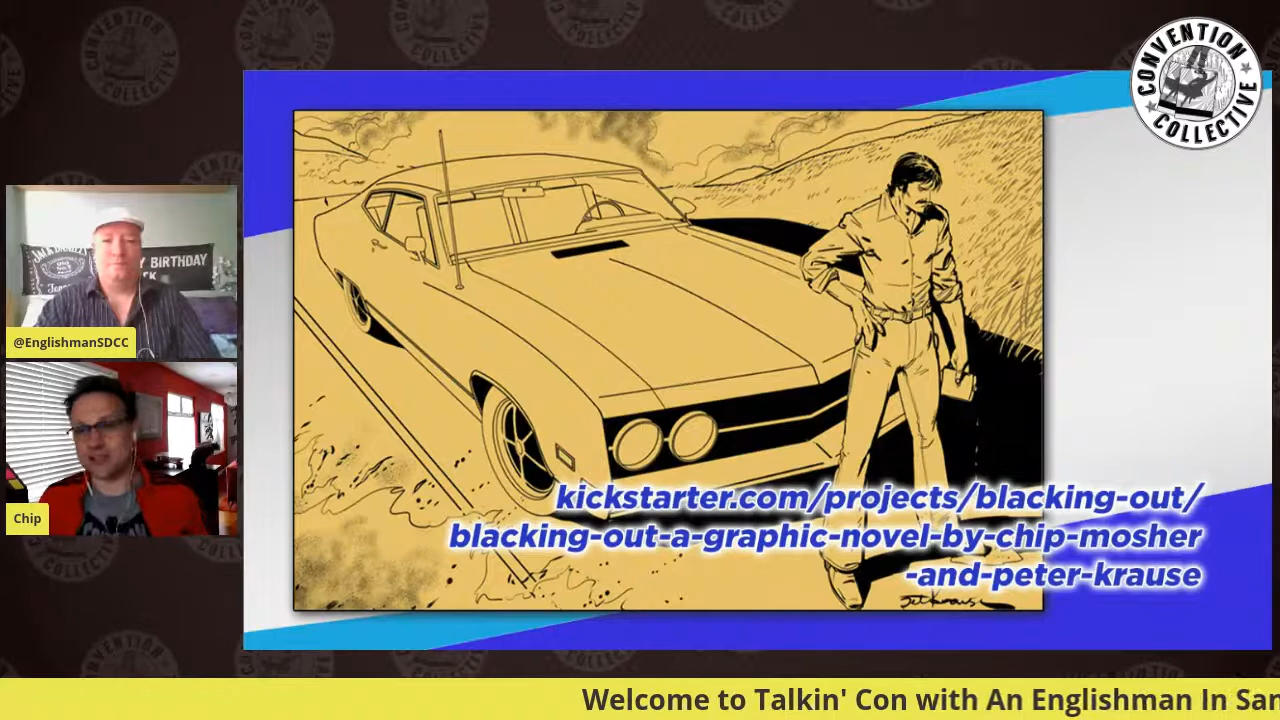 CONVENTION
COLLECTIVE
BIRTHDAY
@EnglishmanSDCC
Chip
kickstarter.com/projects/blacking-out/
blacking-out-a-graphic-novel-by-chip-mosher
-and-peter-krause
Welcome to Talkin' Con with An Englishman In San